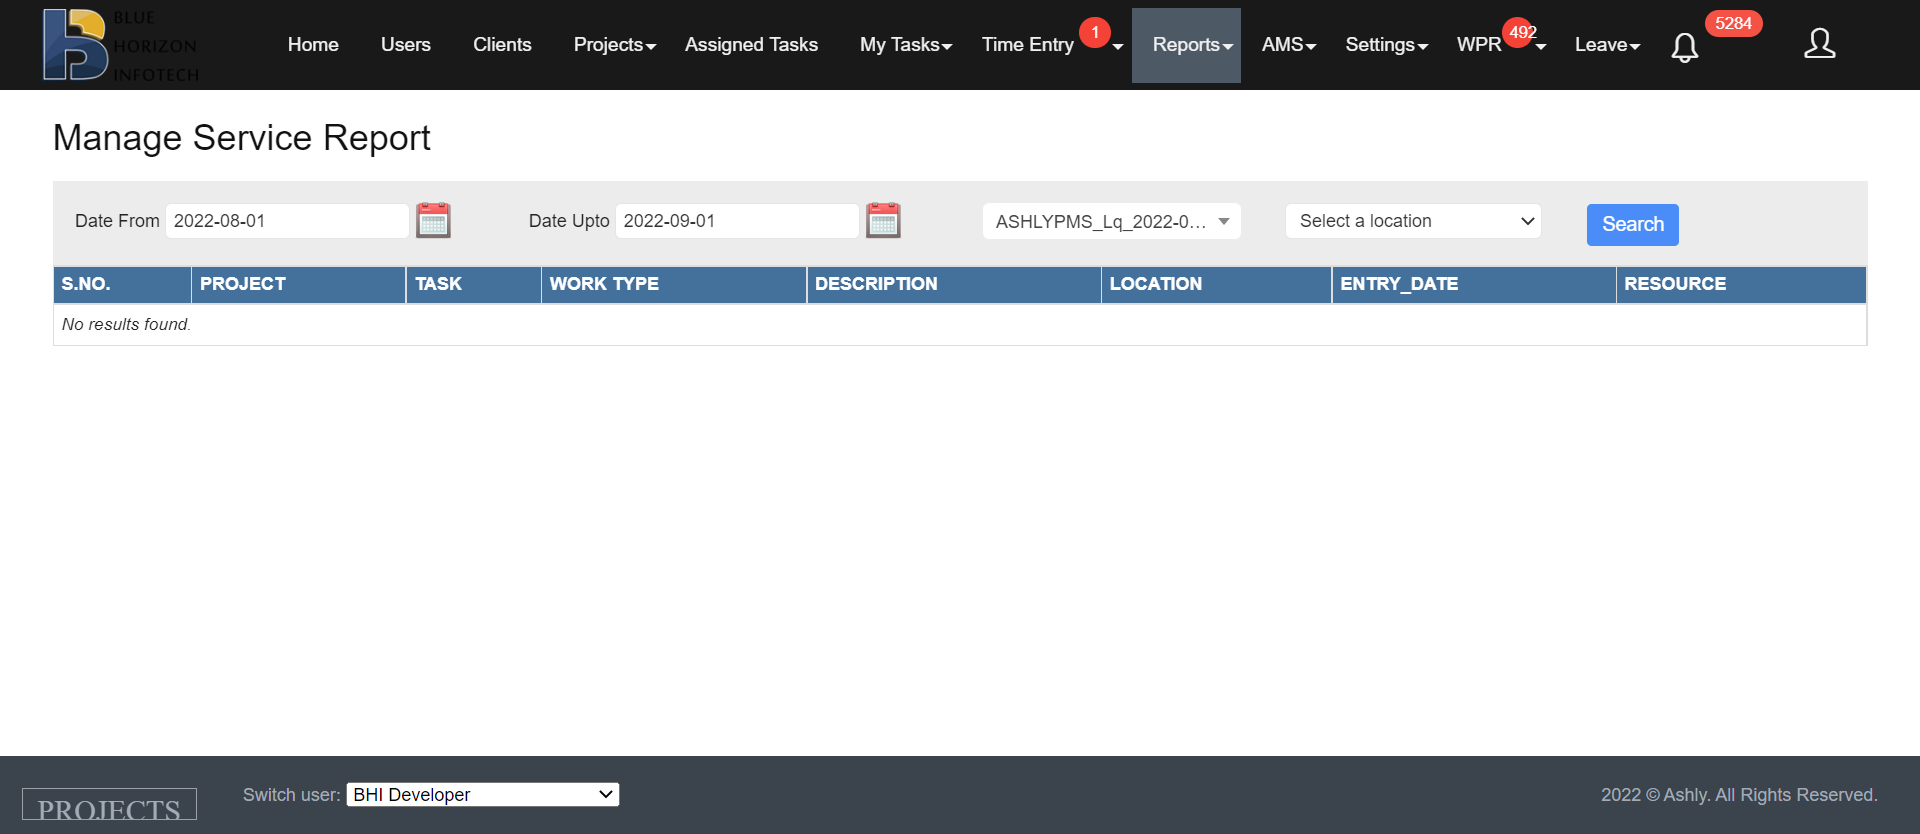 BLUE
HORIZON
INFOTECH
Home Users Clients Projects Assigned Tasks My Tasks Time Entry 1 Reports AMS Settings WPR 492 Leave 5284
Manage Service Report
Date From 2022-08-01 Date Upto 2022-09-01 ASHLYPMS_Lq_2022-0... Select a location Search
S.NO. PROJECT TASK WORK TYPE DESCRIPTION LOCATION ENTRY_DATE RESOURCE
No results found.
PROJECTS Switch user: BHI Developer 2022 © Ashly. All Rights Reserved.